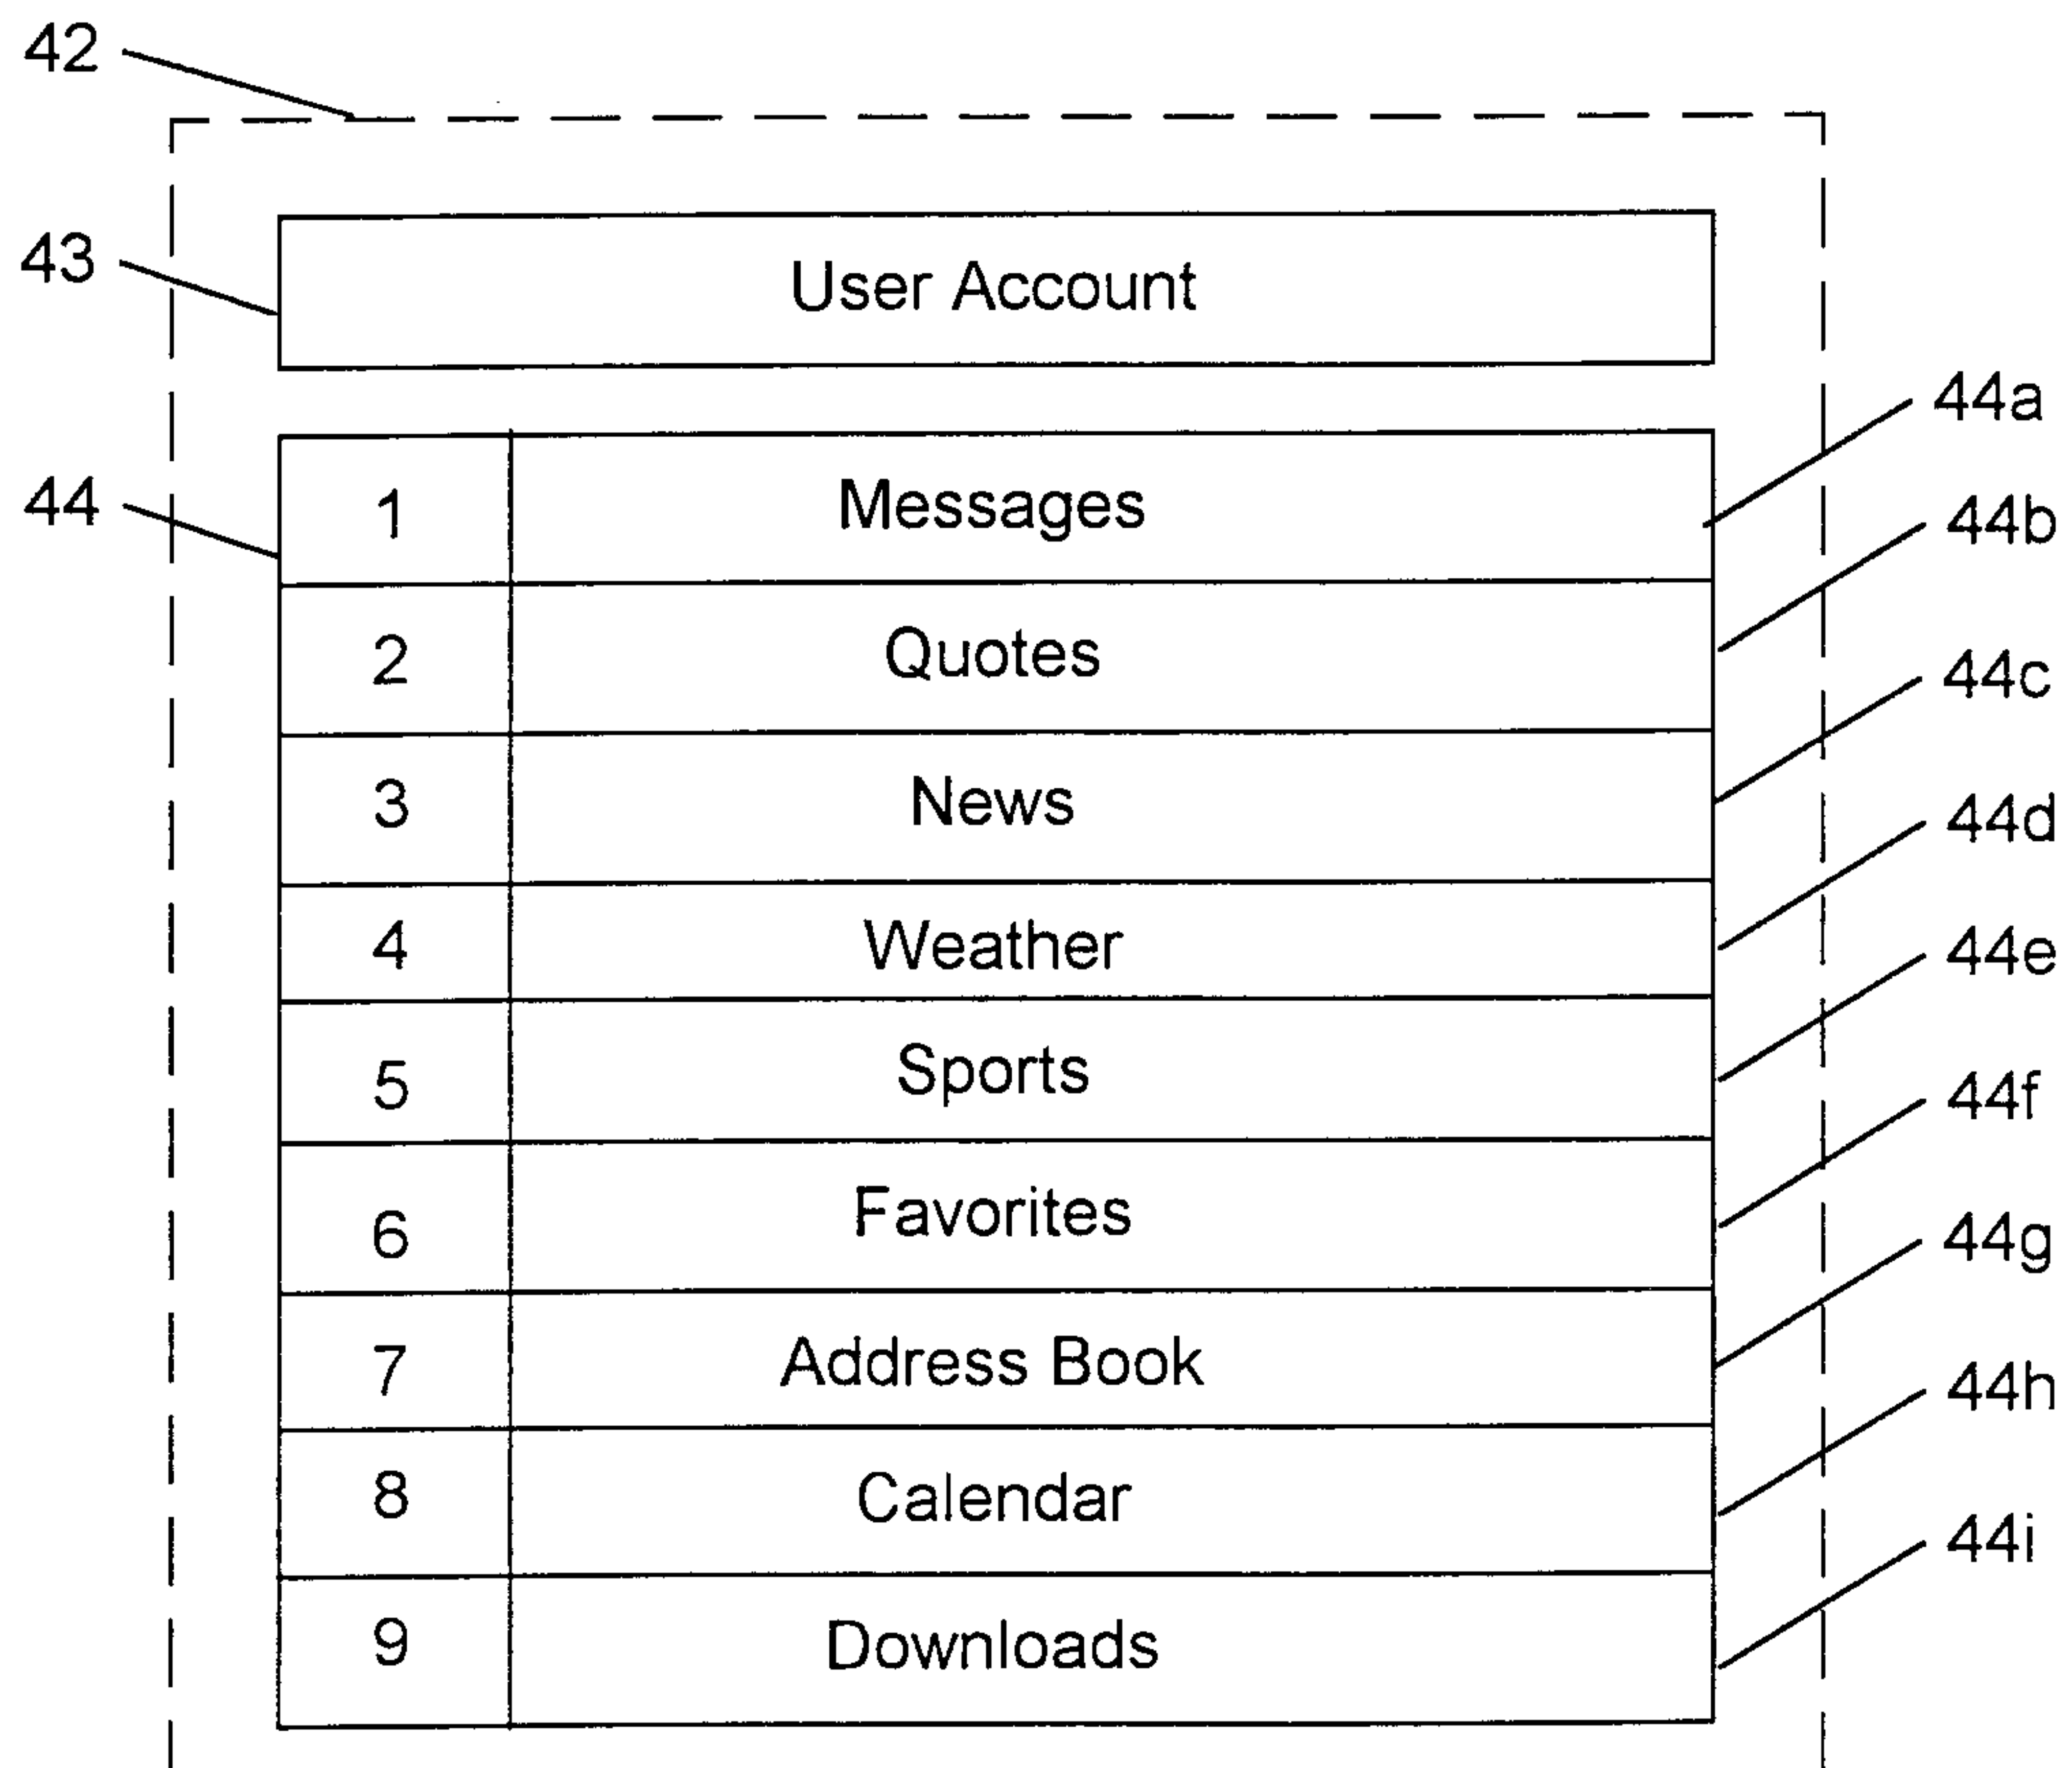 42
43
User Account
44a
44
1 Messages
44b
2 Quotes
44c
3 News
44d
4 Weather
44e
5 Sports
44f
6 Favorites
44g
7 Address Book
44h
8 Calendar
44i
9 Downloads